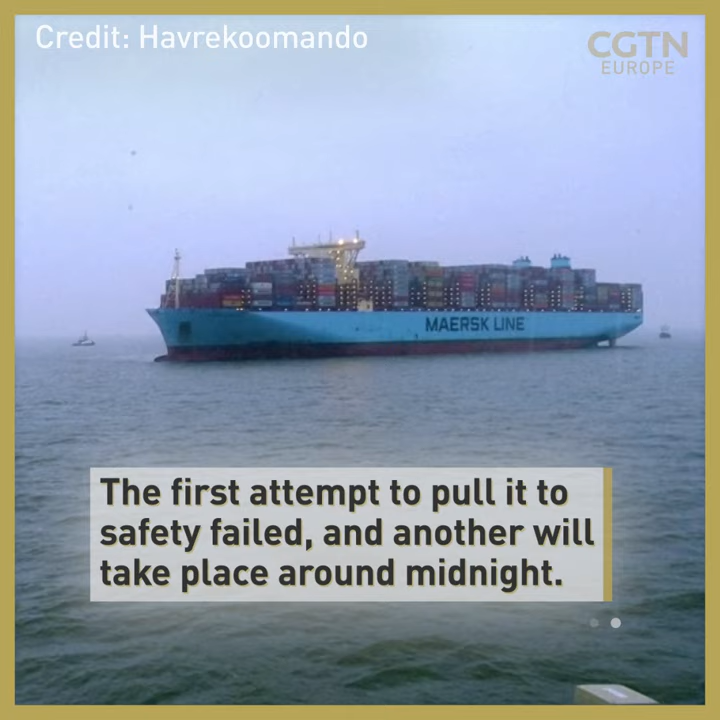 Credit: Havrekoomando
CGTN
EUROPE
MAERSK LINE
The first attempt to pull it to
safety failed, and another will
take place around midnight.